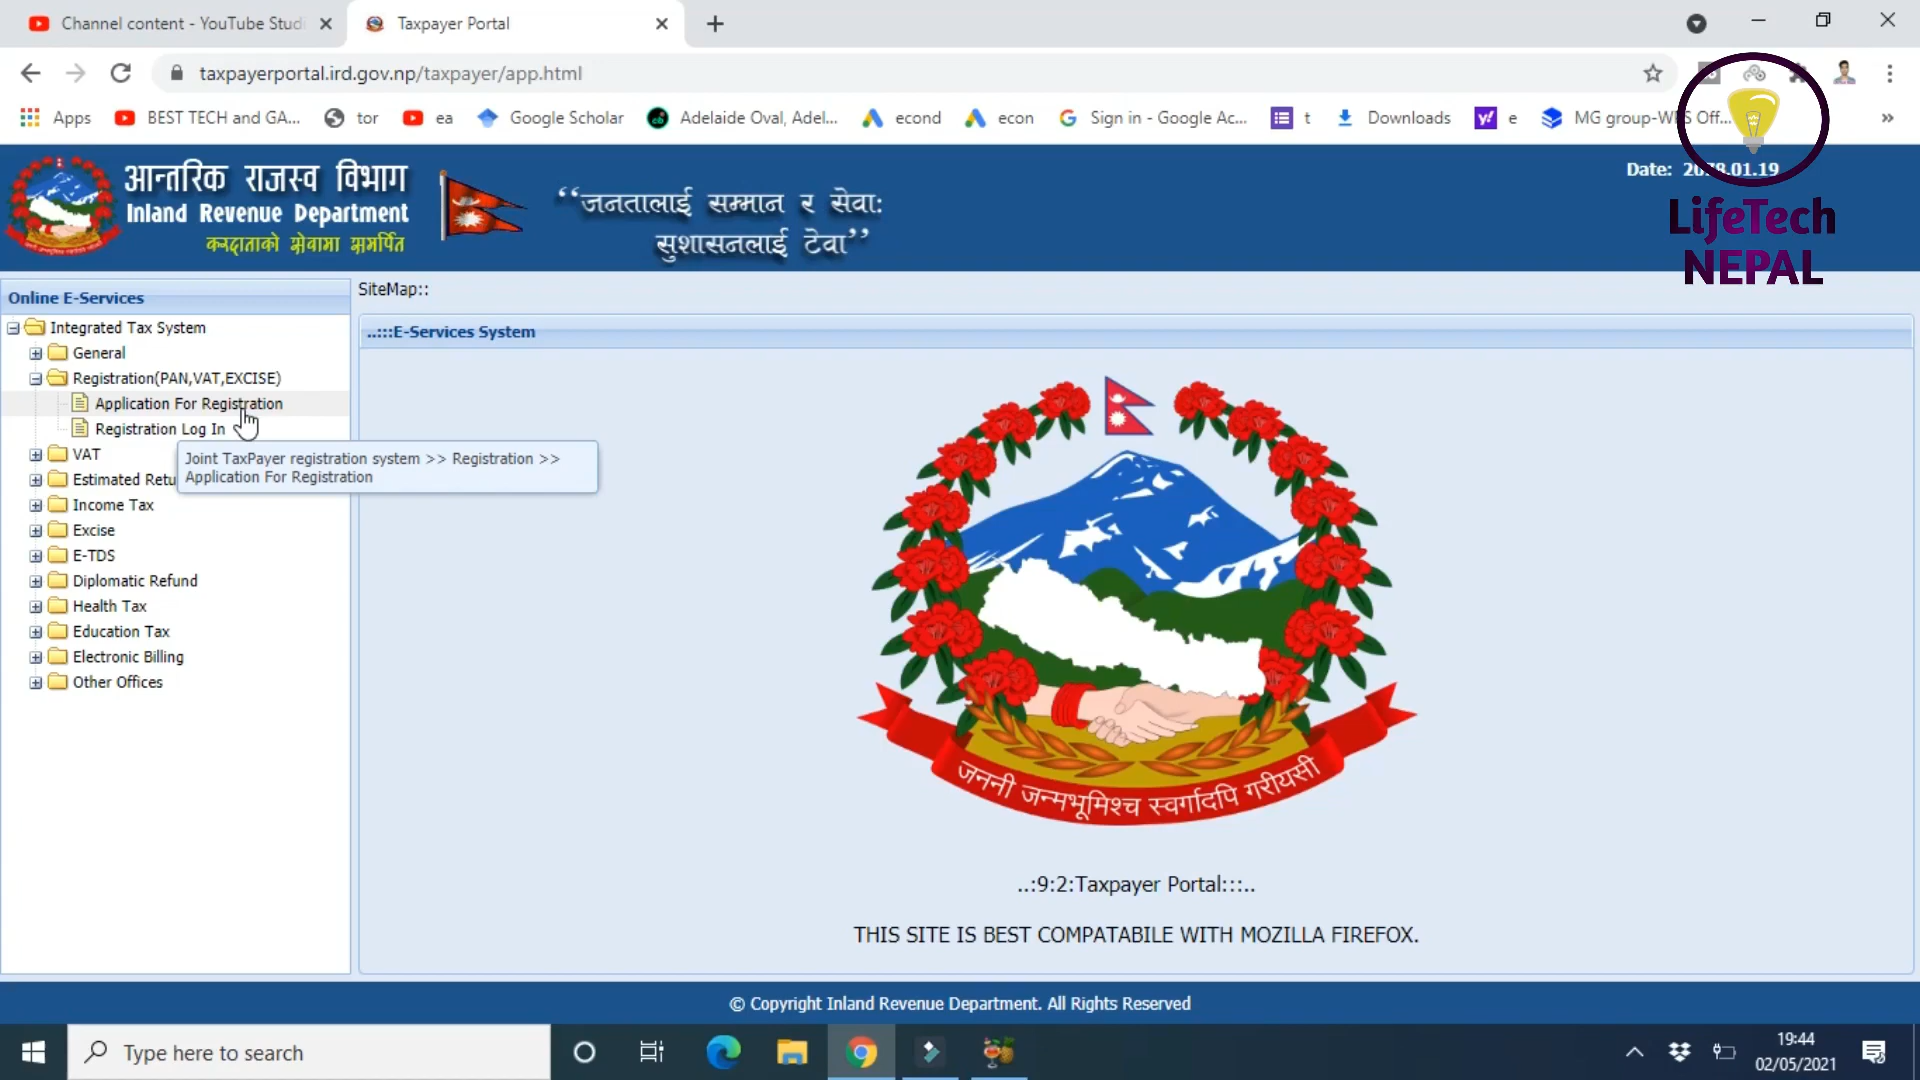 Channel content - YouTube Studi
Taxpayer Portal
taxpayerportal.ird.gov.np/taxpayer/app.html
Apps
BEST TECH and GA...
tor
ea
Google Scholar
Adelaide Oval, Adel...
econd
econ
Sign in - Google Ac...
t
Downloads
e
MG group-WPS Off...
आन्तरिक राजस्व विभाग
Inland Revenue Department
करदाताको सेवामा समर्पित
“जनतालाई सम्मान र सेवा:
सुशासनलाई टेवा”
Date: 2078.01.19
LifeTech
NEPAL
Online E-Services
SiteMap::
Integrated Tax System
..:::E-Services System
General
Registration(PAN,VAT,EXCISE)
Application For Registration
Registration Log In
VAT
Joint TaxPayer registration system >> Registration >>
Application For Registration
Estimated Retu
Income Tax
Excise
E-TDS
Diplomatic Refund
Health Tax
Education Tax
Electronic Billing
Other Offices
जननी जन्मभूमिश्च स्वर्गादपि गरीयसी
..:9:2:Taxpayer Portal:::..
THIS SITE IS BEST COMPATABILE WITH MOZILLA FIREFOX.
© Copyright Inland Revenue Department. All Rights Reserved
Type here to search
19:44
02/05/2021